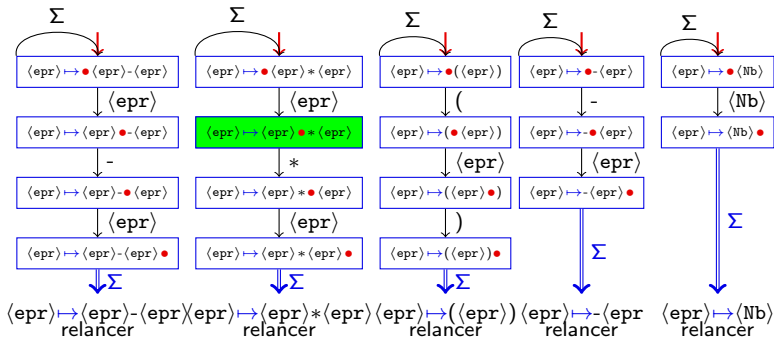 Σ Σ Σ Σ Σ
⟨epr⟩↦●⟨epr⟩-⟨epr⟩ ⟨epr⟩↦●⟨epr⟩*⟨epr⟩ ⟨epr⟩↦●(⟨epr⟩) ⟨epr⟩↦●-⟨epr⟩ ⟨epr⟩↦●⟨Nb⟩
⟨epr⟩ ⟨epr⟩ ( - ⟨Nb⟩
⟨epr⟩↦⟨epr⟩●-⟨epr⟩ ⟨epr⟩↦⟨epr⟩●*⟨epr⟩ ⟨epr⟩↦(●⟨epr⟩) ⟨epr⟩↦-●⟨epr⟩ ⟨epr⟩↦⟨Nb⟩●
- * ⟨epr⟩ ⟨epr⟩
⟨epr⟩↦⟨epr⟩-●⟨epr⟩ ⟨epr⟩↦⟨epr⟩*●⟨epr⟩ ⟨epr⟩↦(⟨epr⟩●) ⟨epr⟩↦-⟨epr⟩●
⟨epr⟩ ⟨epr⟩ ) Σ Σ
⟨epr⟩↦⟨epr⟩-⟨epr⟩● ⟨epr⟩↦⟨epr⟩*⟨epr⟩● ⟨epr⟩↦(⟨epr⟩)●
Σ Σ Σ
⟨epr⟩↦⟨epr⟩-⟨epr⟩ ⟨epr⟩↦⟨epr⟩*⟨epr⟩ ⟨epr⟩↦(⟨epr⟩) ⟨epr⟩↦-⟨epr ⟨epr⟩↦⟨Nb⟩
relancer relancer relancer relancer relancer